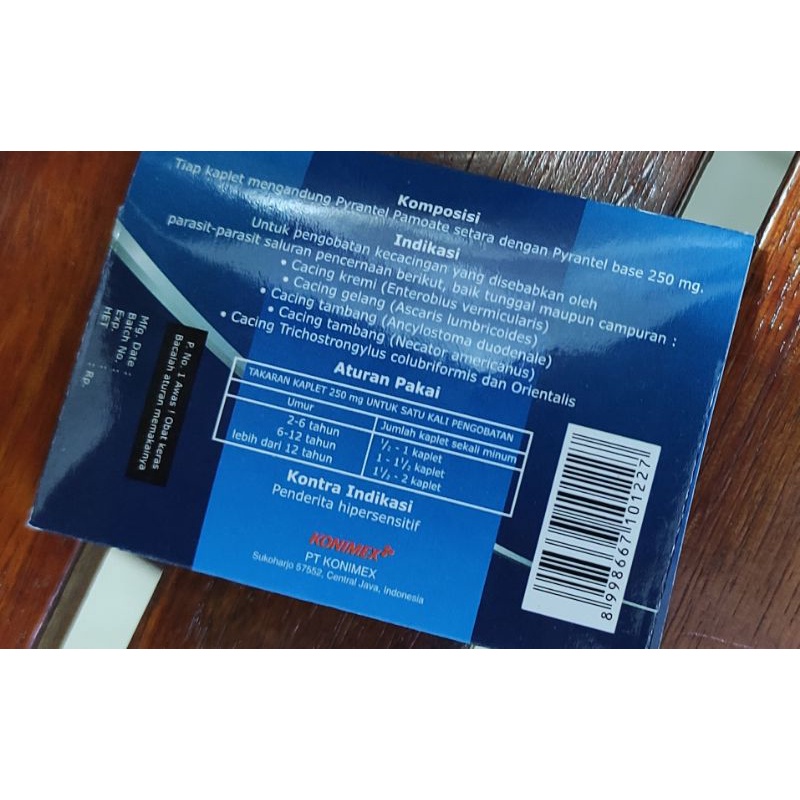 Komposisi
Tiap kaplet mengandung Pyrantel Pamoate setara dengan Pyrantel base 250 mg.
Indikasi
Untuk pengobatan kecacingan yang disebabkan oleh
parasit-parasit saluran pencernaan berikut, baik tunggal maupun campuran :
• Cacing kremi (Enterobius vermicularis)
• Cacing gelang (Ascaris lumbricoides)
• Cacing tambang (Ancylostoma duodenale)
• Cacing tambang (Necator americanus)
• Cacing Trichostrongylus colubriformis dan Orientalis
Aturan Pakai
TAKARAN KAPLET 250 mg UNTUK SATU KALI PENGOBATAN
Umur Jumlah kaplet sekali minum
2-6 tahun ½ - 1 kaplet
6-12 tahun 1 - 1½ kaplet
lebih dari 12 tahun 1½ - 2 kaplet
Kontra Indikasi
Penderita hipersensitif
KONIMEX
PT KONIMEX
Sukoharjo 57552, Central Java, Indonesia
P. No. 1 Awas ! Obat keras
Bacalah aturan memakainya
Mfg. Date :
Batch No. :
Exp. :
HET : Rp.
8 998667 101227